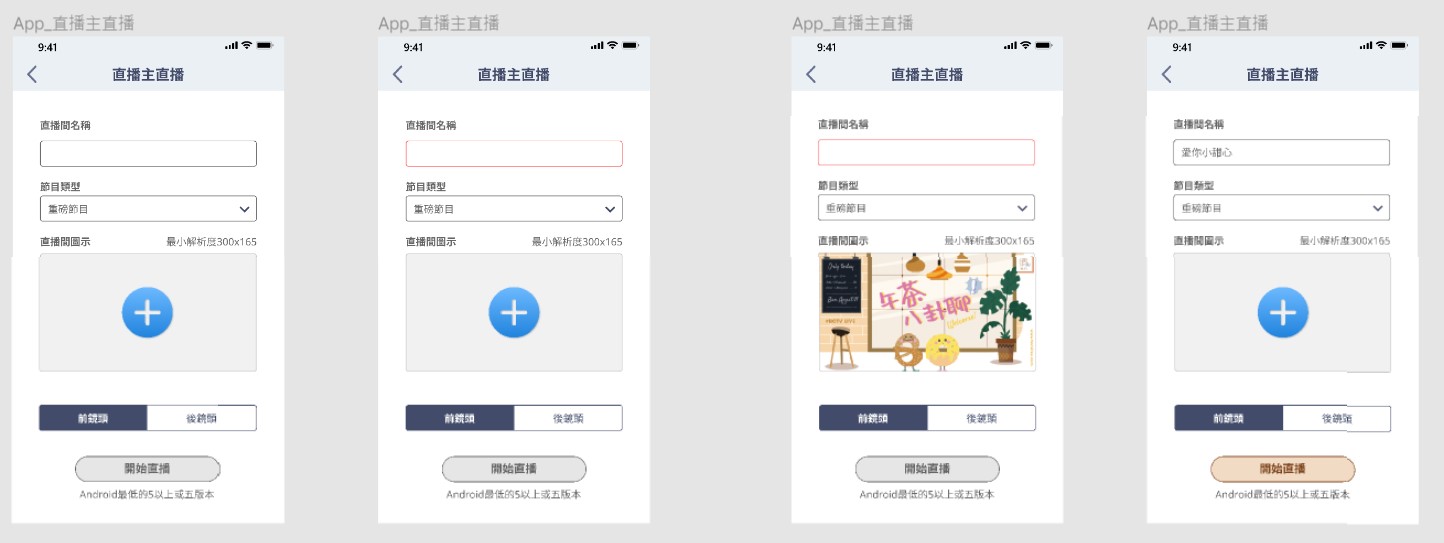 App_直播主直播
9:41
直播主直播
直播間名稱
節目類型
重磅節目
直播間圖示 最小解析度300x165
前鏡頭 後鏡頭
開始直播
Android最低的5以上或五版本
App_直播主直播
9:41
直播主直播
直播間名稱
節目類型
重磅節目
直播間圖示 最小解析度300x165
前鏡頭 後鏡頭
開始直播
Android最低的5以上或五版本
App_直播主直播
9:41
直播主直播
直播間名稱
節目類型
重磅節目
直播間圖示 最小解析度300x165
午茶
八卦聊
Welcome!
前鏡頭 後鏡頭
開始直播
Android最低的5以上或五版本
App_直播主直播
9:41
直播主直播
直播間名稱
愛你小甜心
節目類型
重磅節目
直播間圖示 最小解析度300x165
前鏡頭 後鏡頭
開始直播
Android最低的5以上或五版本